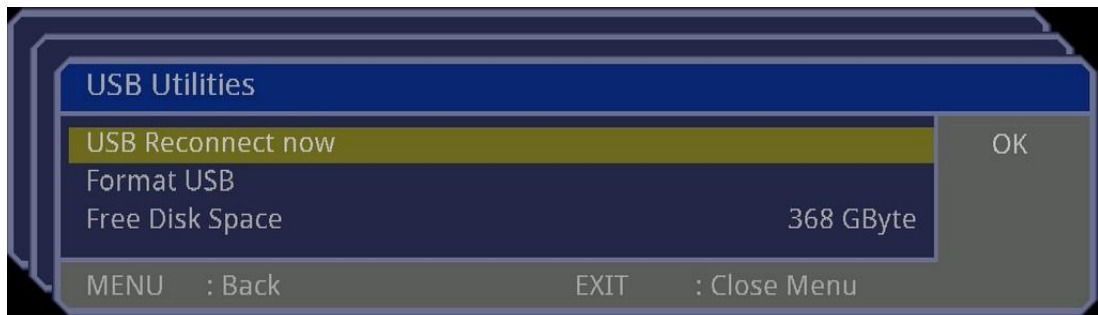 USB Utilities
USB Reconnect now OK
Format USB
Free Disk Space 368 GByte
MENU : Back EXIT : Close Menu